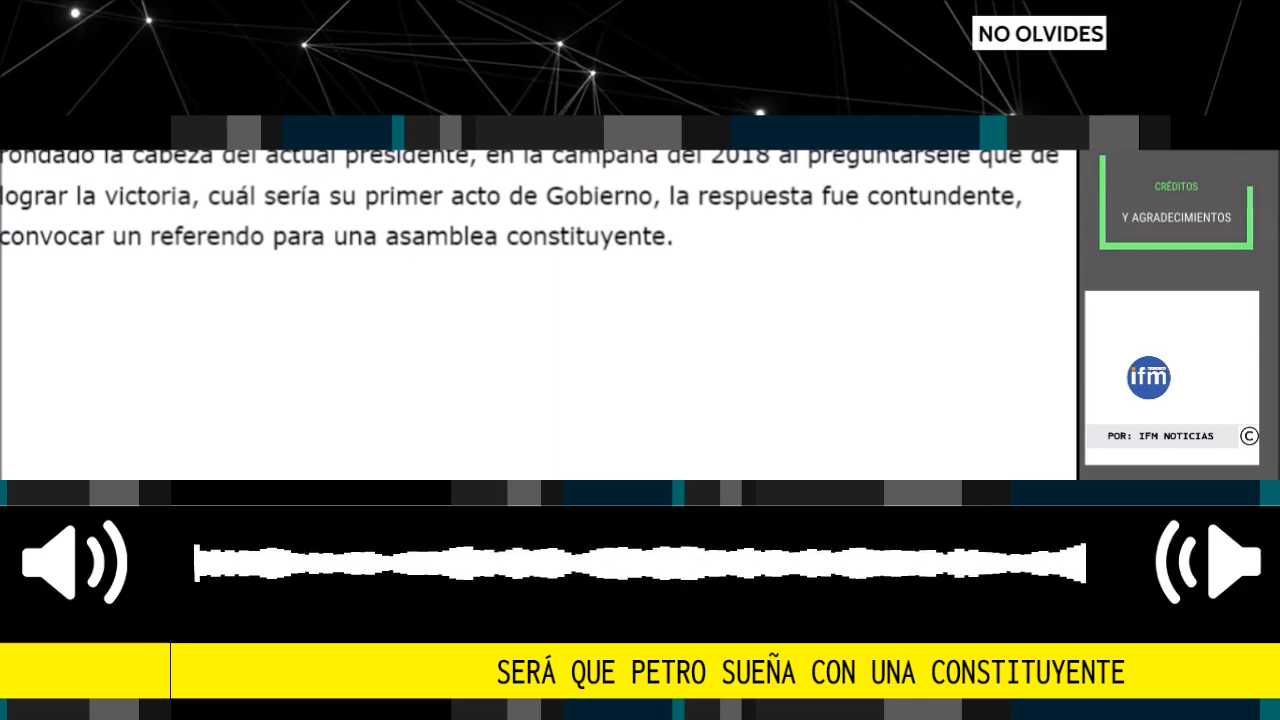 NO OLVIDES
rondado la cabeza del actual presidente, en la campaña del 2018 al preguntársele que de
lograr la victoria, cuál sería su primer acto de Gobierno, la respuesta fue contundente,
convocar un referendo para una asamblea constituyente.
CRÉDITOS
Y AGRADECIMIENTOS
ifm
POR: IFM NOTICIAS ©
SERÁ QUE PETRO SUEÑA CON UNA CONSTITUYENTE